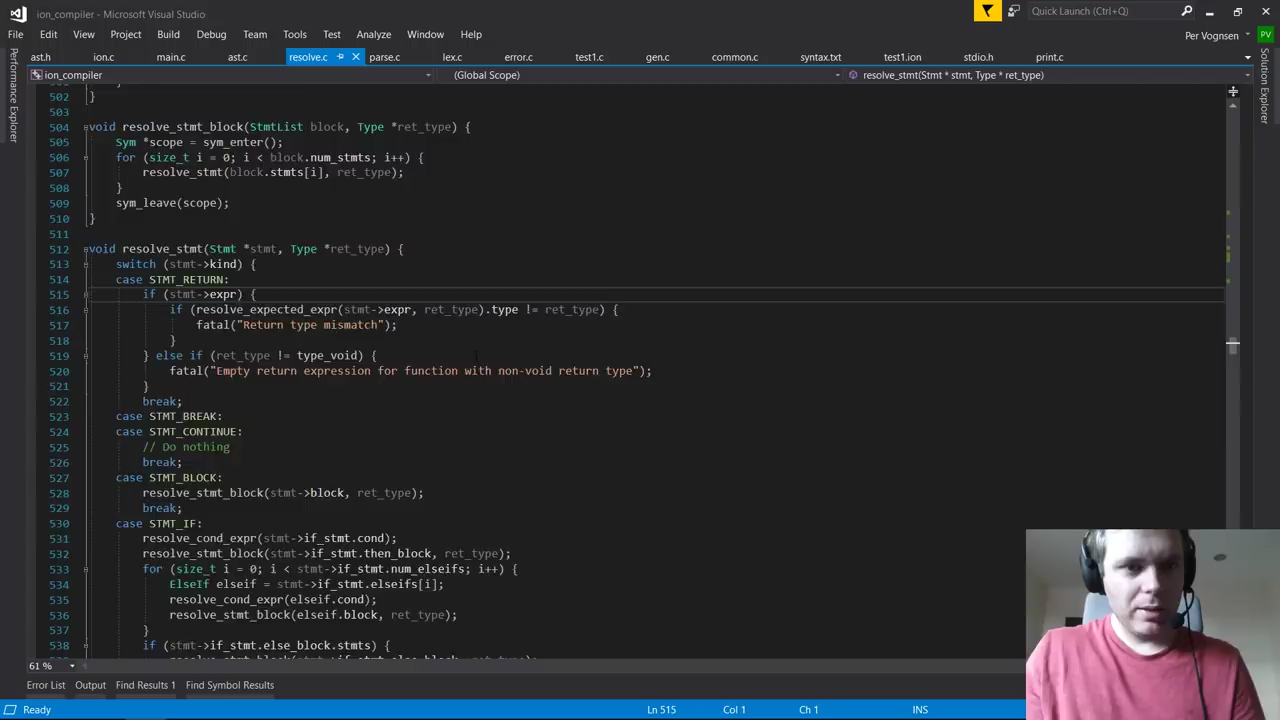 ion_compiler - Microsoft Visual Studio
Quick Launch (Ctrl+Q)
File Edit View Project Build Debug Team Tools Test Analyze Window Help
Per Vognsen
PV
ast.h ion.c main.c ast.c resolve.c parse.c lex.c error.c test1.c gen.c common.c syntax.txt test1.ion stdio.h print.c
Performance Explorer
Solution Explorer
ion_compiler (Global Scope) resolve_stmt(Stmt * stmt, Type * ret_type)
502 }
503
504 void resolve_stmt_block(StmtList block, Type *ret_type) {
505 Sym *scope = sym_enter();
506 for (size_t i = 0; i < block.num_stmts; i++) {
507 resolve_stmt(block.stmts[i], ret_type);
508 }
509 sym_leave(scope);
510 }
511
512 void resolve_stmt(Stmt *stmt, Type *ret_type) {
513 switch (stmt->kind) {
514 case STMT_RETURN:
515 if (stmt->expr) {
516 if (resolve_expected_expr(stmt->expr, ret_type).type != ret_type) {
517 fatal("Return type mismatch");
518 }
519 } else if (ret_type != type_void) {
520 fatal("Empty return expression for function with non-void return type");
521 }
522 break;
523 case STMT_BREAK:
524 case STMT_CONTINUE:
525 // Do nothing
526 break;
527 case STMT_BLOCK:
528 resolve_stmt_block(stmt->block, ret_type);
529 break;
530 case STMT_IF:
531 resolve_cond_expr(stmt->if_stmt.cond);
532 resolve_stmt_block(stmt->if_stmt.then_block, ret_type);
533 for (size_t i = 0; i < stmt->if_stmt.num_elseifs; i++) {
534 ElseIf elseif = stmt->if_stmt.elseifs[i];
535 resolve_cond_expr(elseif.cond);
536 resolve_stmt_block(elseif.block, ret_type);
537 }
538 if (stmt->if_stmt.else_block.stmts) {
61 %
Error List Output Find Results 1 Find Symbol Results
Ready Ln 515 Col 1 Ch 1 INS